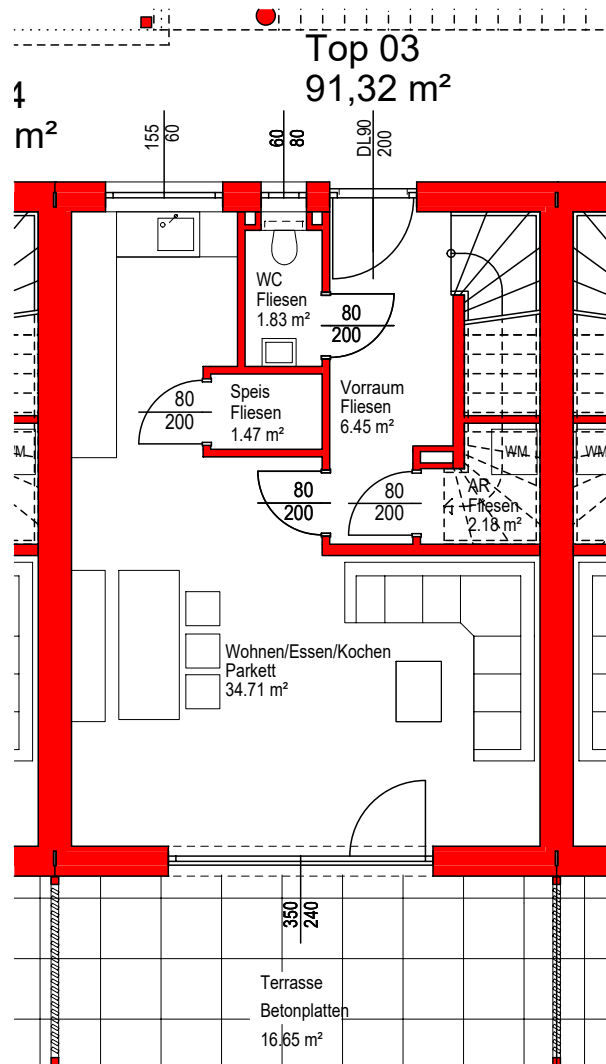 Top 03
91,32 m²
4
m²
155
60
60
80
DL90
200
WC
Fliesen
1.83 m²
80
200
Speis
Fliesen
1.47 m²
80
200
Vorraum
Fliesen
6.45 m²
WM
WM
WM
80
200
80
200
AR
Fliesen
2.18 m²
Wohnen/Essen/Kochen
Parkett
34.71 m²
350
240
Terrasse
Betonplatten
16.65 m²